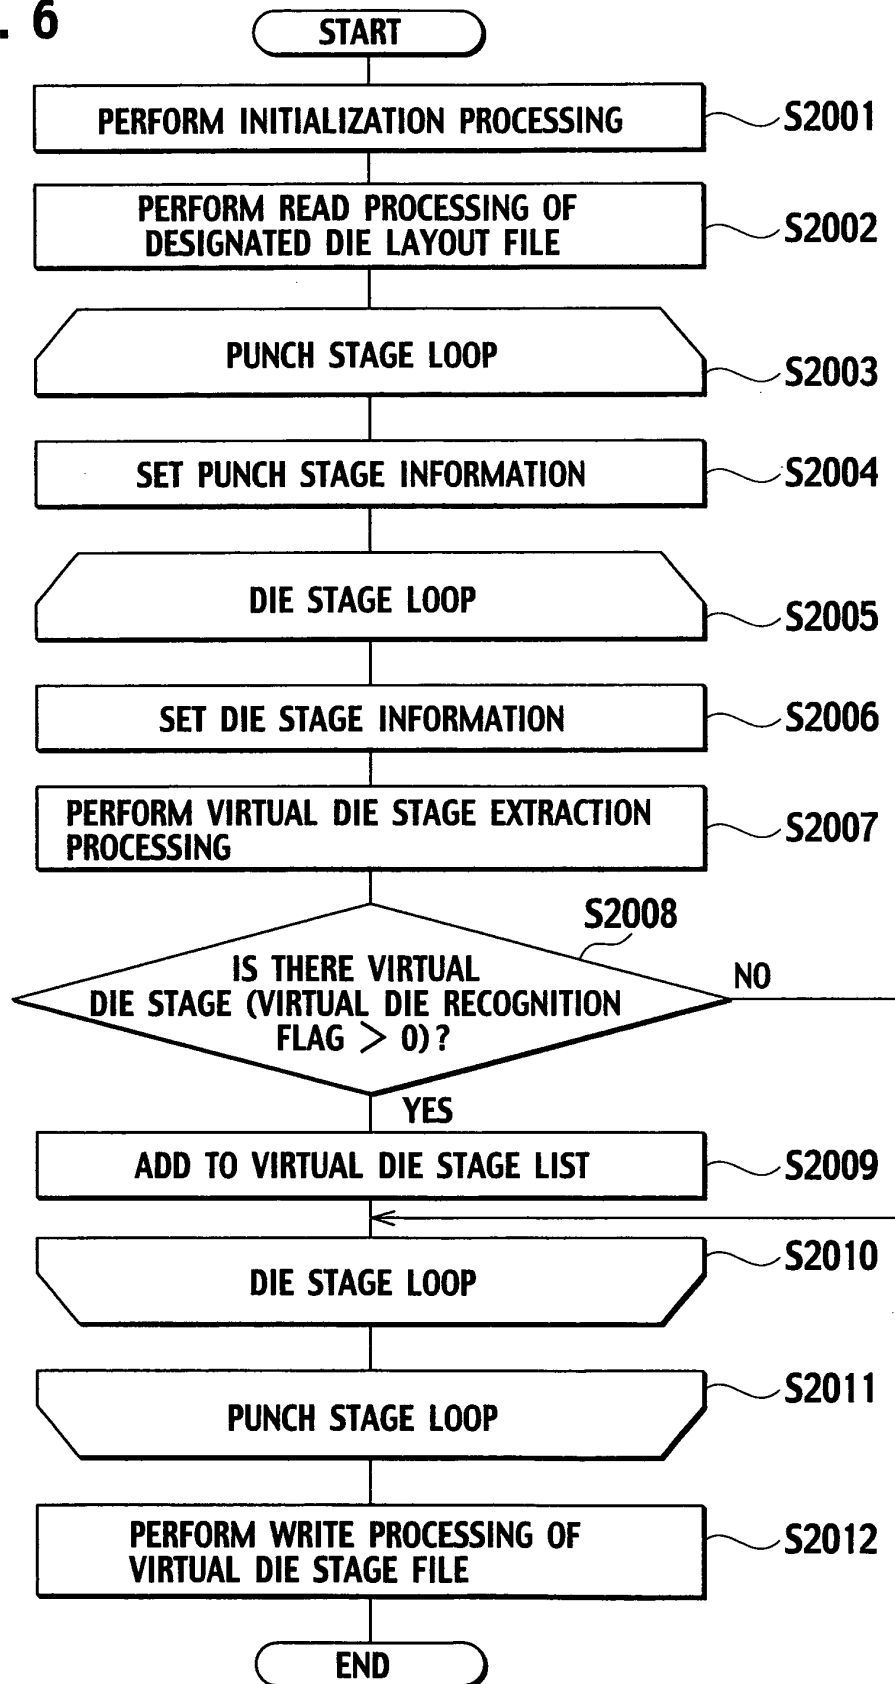 . 6
START
PERFORM INITIALIZATION PROCESSING
S2001
PERFORM READ PROCESSING OF
DESIGNATED DIE LAYOUT FILE
S2002
PUNCH STAGE LOOP
S2003
SET PUNCH STAGE INFORMATION
S2004
DIE STAGE LOOP
S2005
SET DIE STAGE INFORMATION
S2006
PERFORM VIRTUAL DIE STAGE EXTRACTION
PROCESSING
S2007
S2008
IS THERE VIRTUAL
DIE STAGE (VIRTUAL DIE RECOGNITION
FLAG > 0)?
NO
YES
ADD TO VIRTUAL DIE STAGE LIST
S2009
DIE STAGE LOOP
S2010
PUNCH STAGE LOOP
S2011
PERFORM WRITE PROCESSING OF
VIRTUAL DIE STAGE FILE
S2012
END